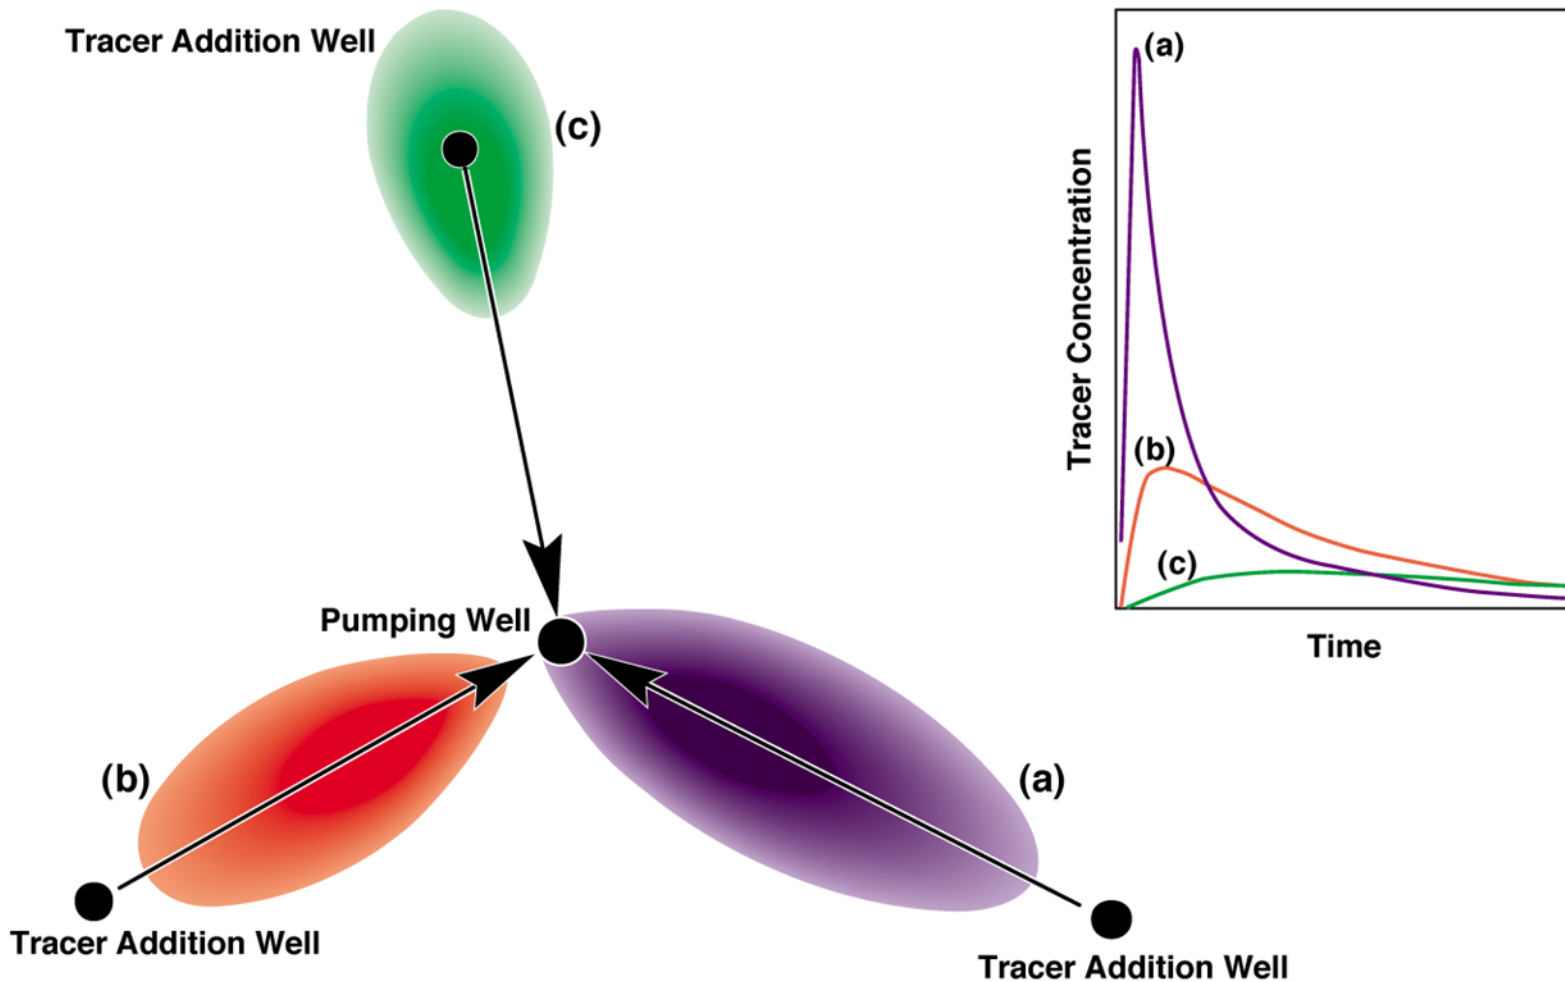 Tracer Addition Well
(c)
Pumping Well
(b)
(a)
Tracer Addition Well
Tracer Addition Well
(a)
(b)
(c)
Tracer Concentration
Time